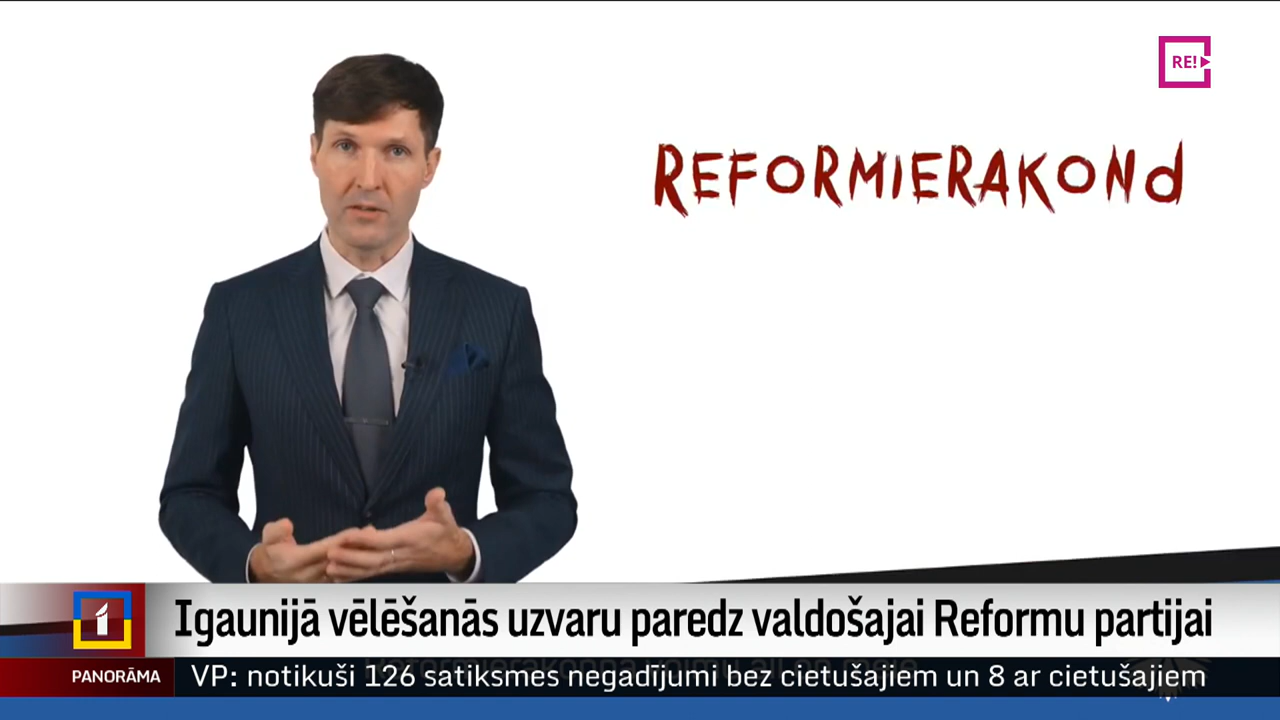 RE!
REFORMIERAKOND
1
Igaunijā vēlēšanās uzvaru paredz valdošajai Reformu partijai
PANORĀMA
VP: notikuši 126 satiksmes negadījumi bez cietušajiem un 8 ar cietušajiem